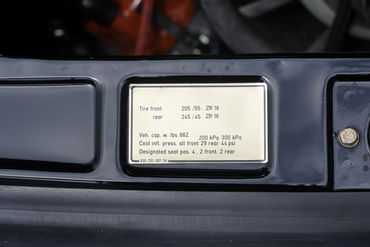 Tire front 205/55 ZR 16
rear 245/45 ZR 16
Veh. cap. w. lbs 662 200 kPa 300 kPa
Cold infl. press. all front 29 rear 44 psi
Designated seat pos. 4, 2 front, 2 rear